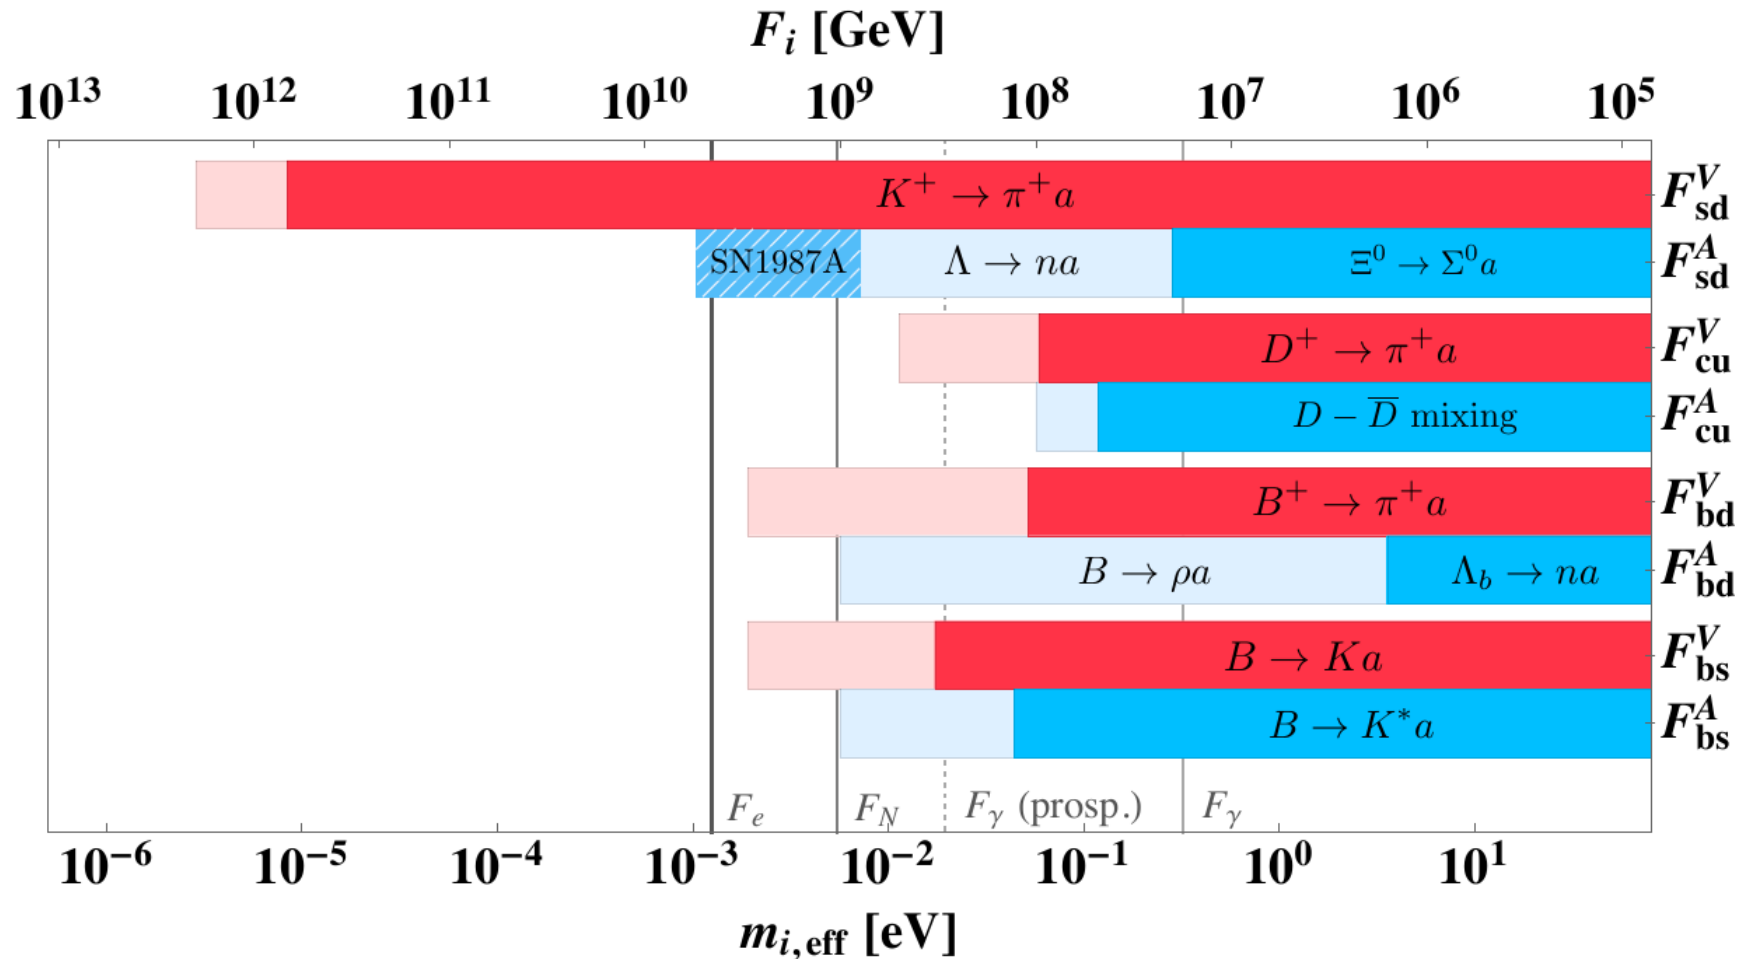 F_i [GeV]
10^13 10^12 10^11 10^10 10^9 10^8 10^7 10^6 10^5
K^+ → π^+ a F^V_sd
SN1987A Λ → na Ξ^0 → Σ^0 a F^A_sd
D^+ → π^+ a F^V_cu
D − D̅ mixing F^A_cu
B^+ → π^+ a F^V_bd
B → ρa Λ_b → na F^A_bd
B → Ka F^V_bs
B → K^* a F^A_bs
F_e F_N F_γ (prosp.) F_γ
10^−6 10^−5 10^−4 10^−3 10^−2 10^−1 10^0 10^1
m_i,eff [eV]